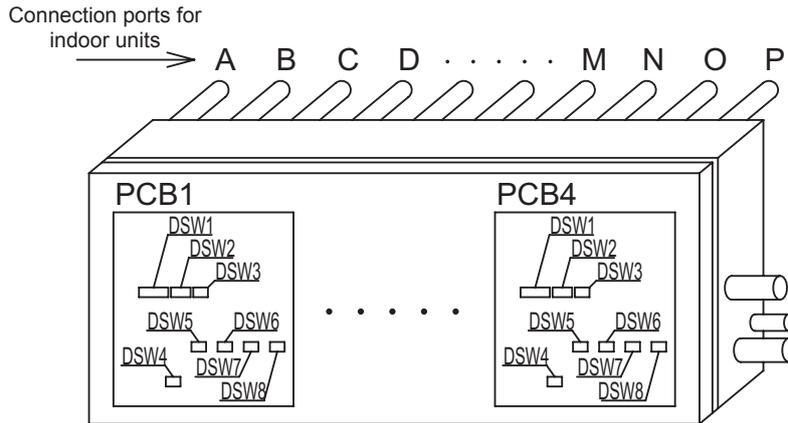 Connection ports for
indoor units
A B C D · · · · · M N O P
PCB1
DSW1
DSW2
DSW3
DSW5
DSW6
DSW4
DSW7
DSW8
· · · · ·
PCB4
DSW1
DSW2
DSW3
DSW5
DSW6
DSW4
DSW7
DSW8